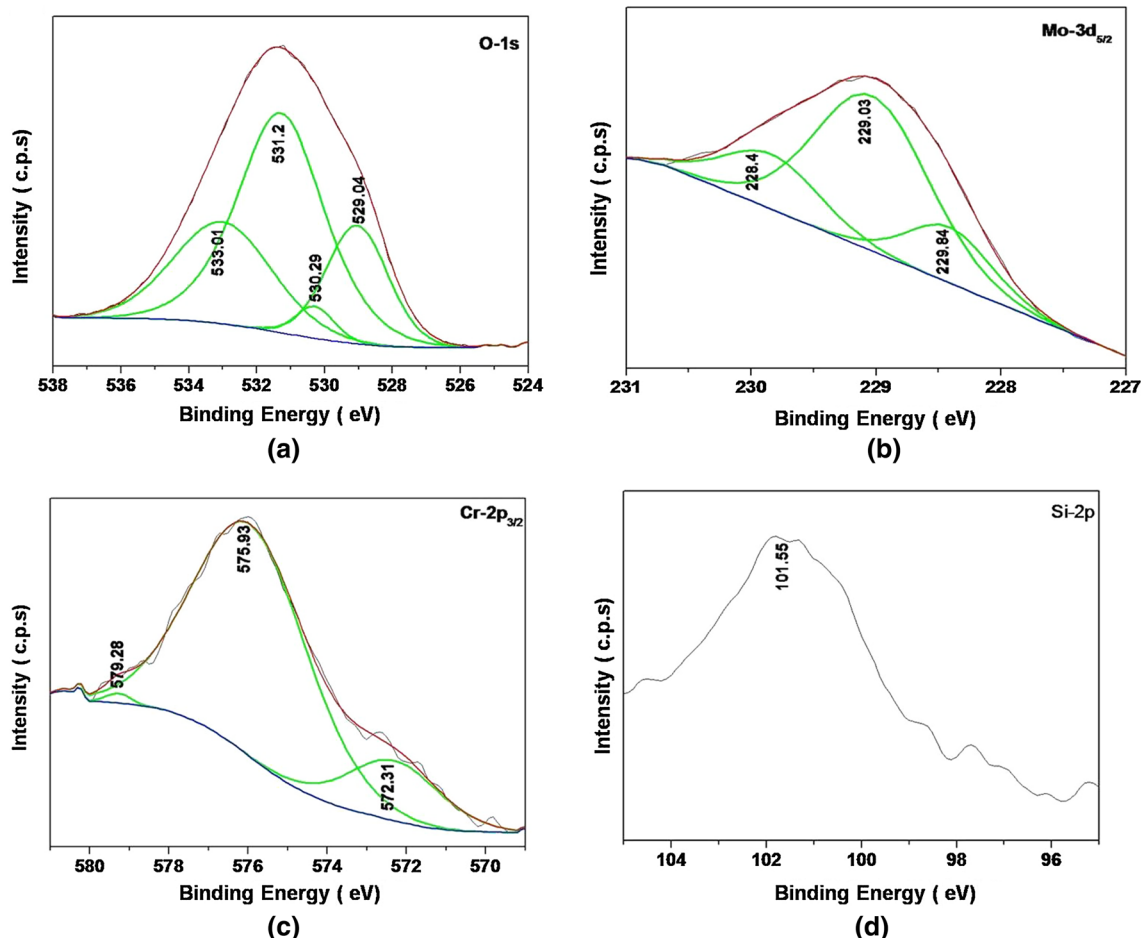 O-1s
531.2
529.04
533.01
530.29
Intensity ( c.p.s)
538 536 534 532 530 528 526 524
Binding Energy ( eV)
(a)
Mo-3d5/2
229.03
228.4
229.84
Intensity ( c.p.s)
231 230 229 228 227
Binding Energy ( eV)
(b)
Cr-2p3/2
575.93
579.28
572.31
Intensity ( c.p.s)
580 578 576 574 572 570
Binding Energy ( eV)
(c)
Si-2p
101.55
Intensity ( c.p.s)
104 102 100 98 96
Binding Energy ( eV)
(d)